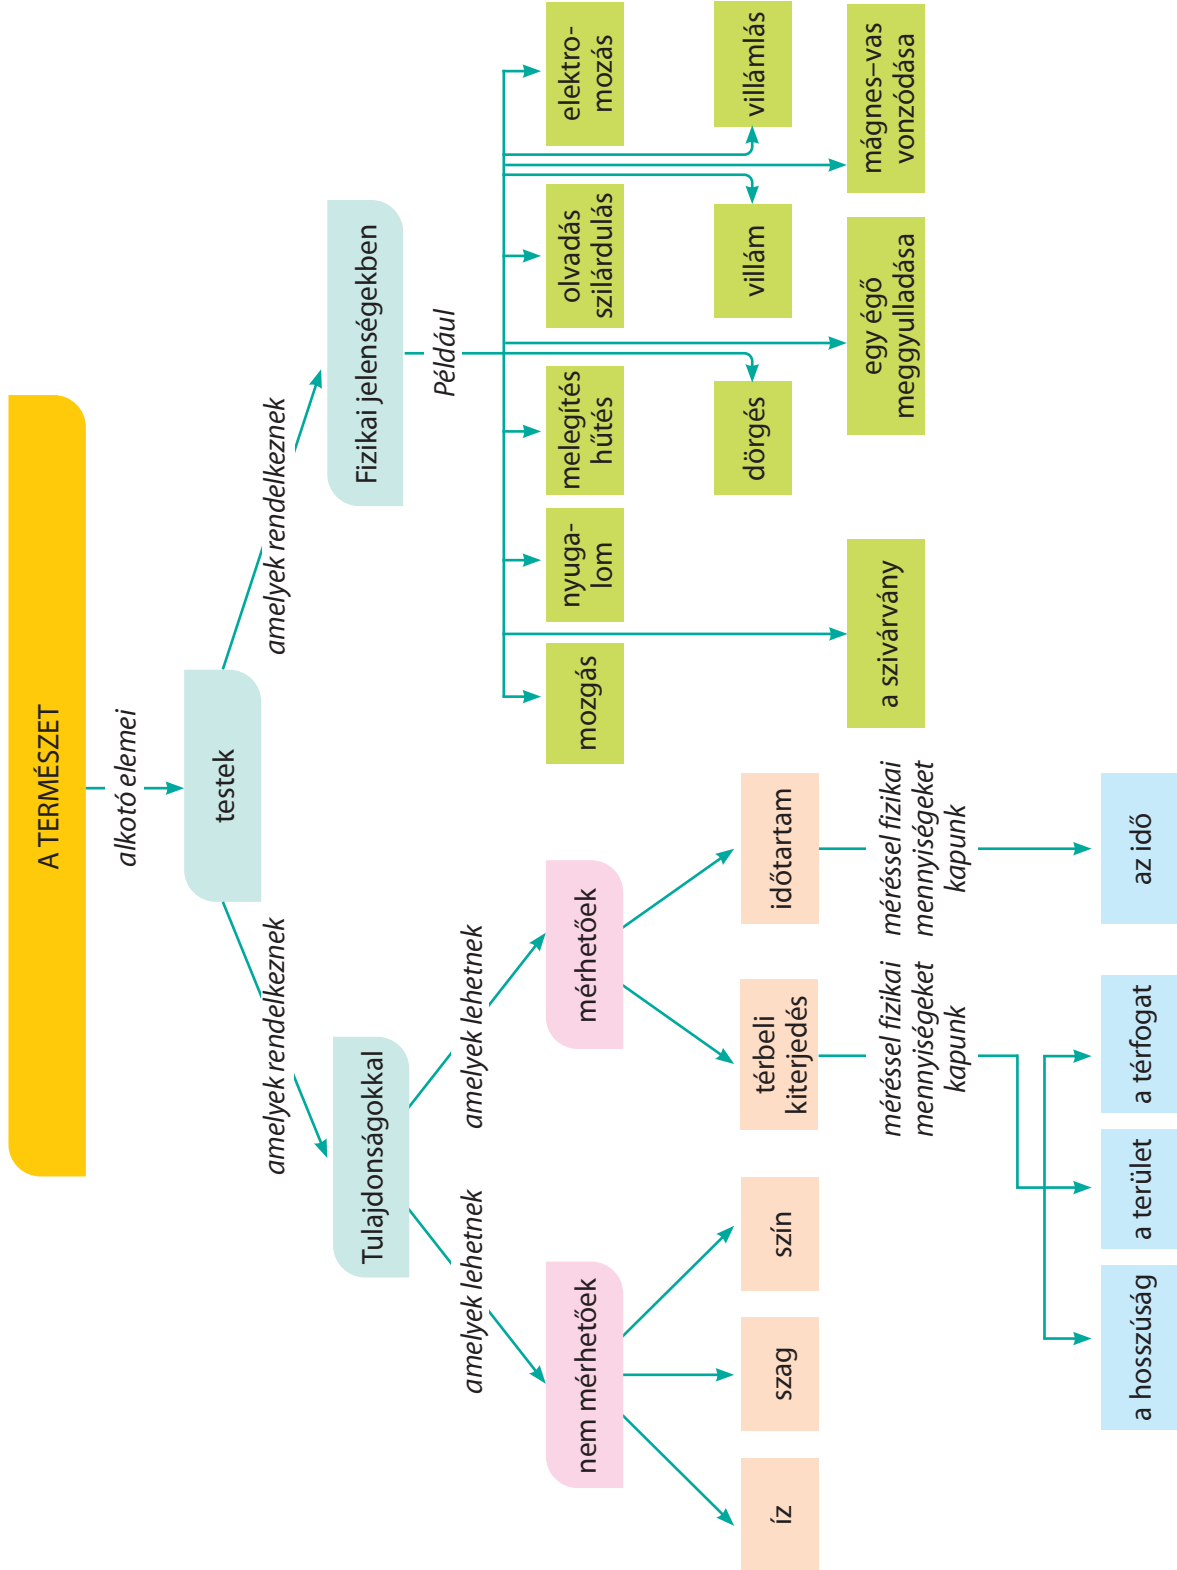 A TERMÉSZET
alkotó elemei
testek
amelyek rendelkeznek
amelyek rendelkeznek
Tulajdonságokkal
Fizikai jelenségekben
amelyek lehetnek
amelyek lehetnek
Például
nem mérhetőek
mérhetőek
mozgás
nyuga-
lom
melegítés
hűtés
olvadás
szilárdulás
elektro-
mozás
íz
szag
szín
térbeli
kiterjedés
időtartam
dörgés
villám
villámlás
méréssel fizikai
mennyiségeket
kapunk
méréssel fizikai
mennyiségeket
kapunk
a szivárvány
egy égő
meggyulladása
mágnes–vas
vonzódása
a hosszúság
a terület
a térfogat
az idő